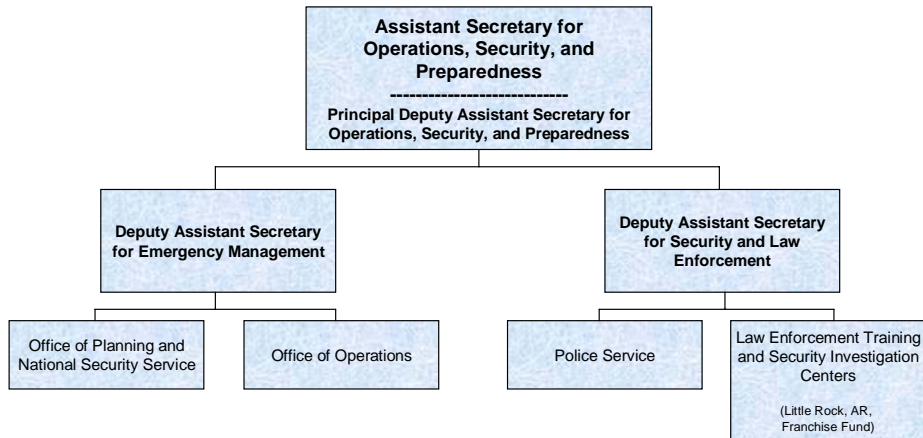 Assistant Secretary for
Operations, Security, and
Preparedness
----------------------------
Principal Deputy Assistant Secretary for
Operations, Security, and Preparedness
Deputy Assistant Secretary
for Emergency Management
Deputy Assistant Secretary
for Security and Law
Enforcement
Office of Planning and
National Security Service
Office of Operations
Police Service
Law Enforcement Training
and Security Investigation
Centers
(Little Rock, AR,
Franchise Fund)